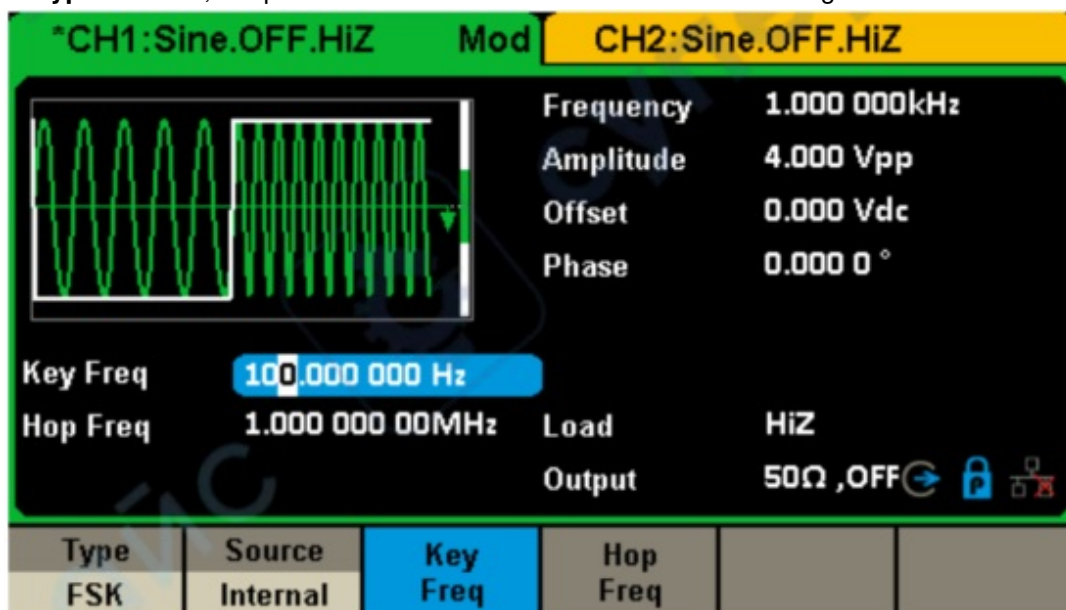 *CH1:Sine.OFF.HiZ Mod CH2:Sine.OFF.HiZ
Frequency 1.000 000kHz
Amplitude 4.000 Vpp
Offset 0.000 Vdc
Phase 0.000 0 °
Key Freq 100.000 000 Hz
Hop Freq 1.000 000 00MHz Load HiZ
Output 50Ω ,OFF P
Type Source Key Freq Hop Freq
FSK Internal